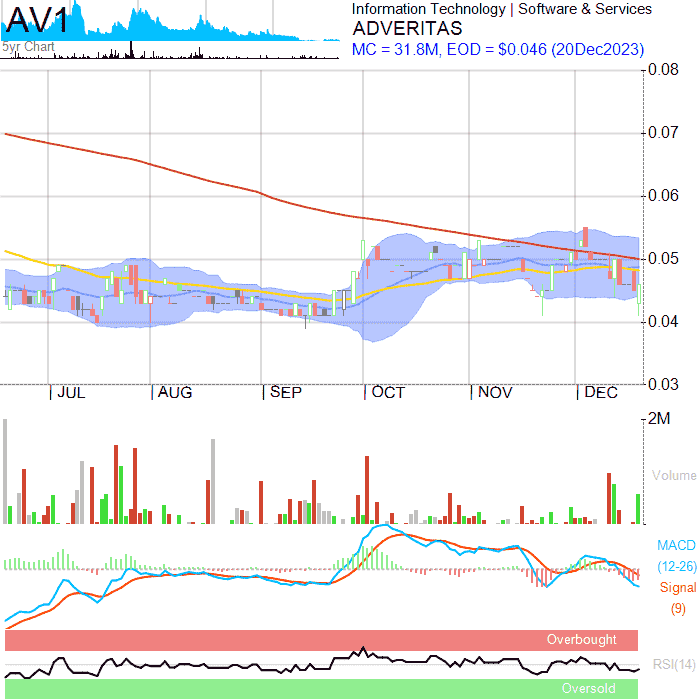 AV1
5yr Chart
Information Technology | Software & Services
ADVERITAS
MC = 31.8M, EOD = $0.046 (20Dec2023)
0.08
0.07
0.06
0.05
0.04
0.03
JUL AUG SEP OCT NOV DEC
2M
Volume
MACD
(12-26)
Signal
(9)
Overbought
RSI(14)
Oversold